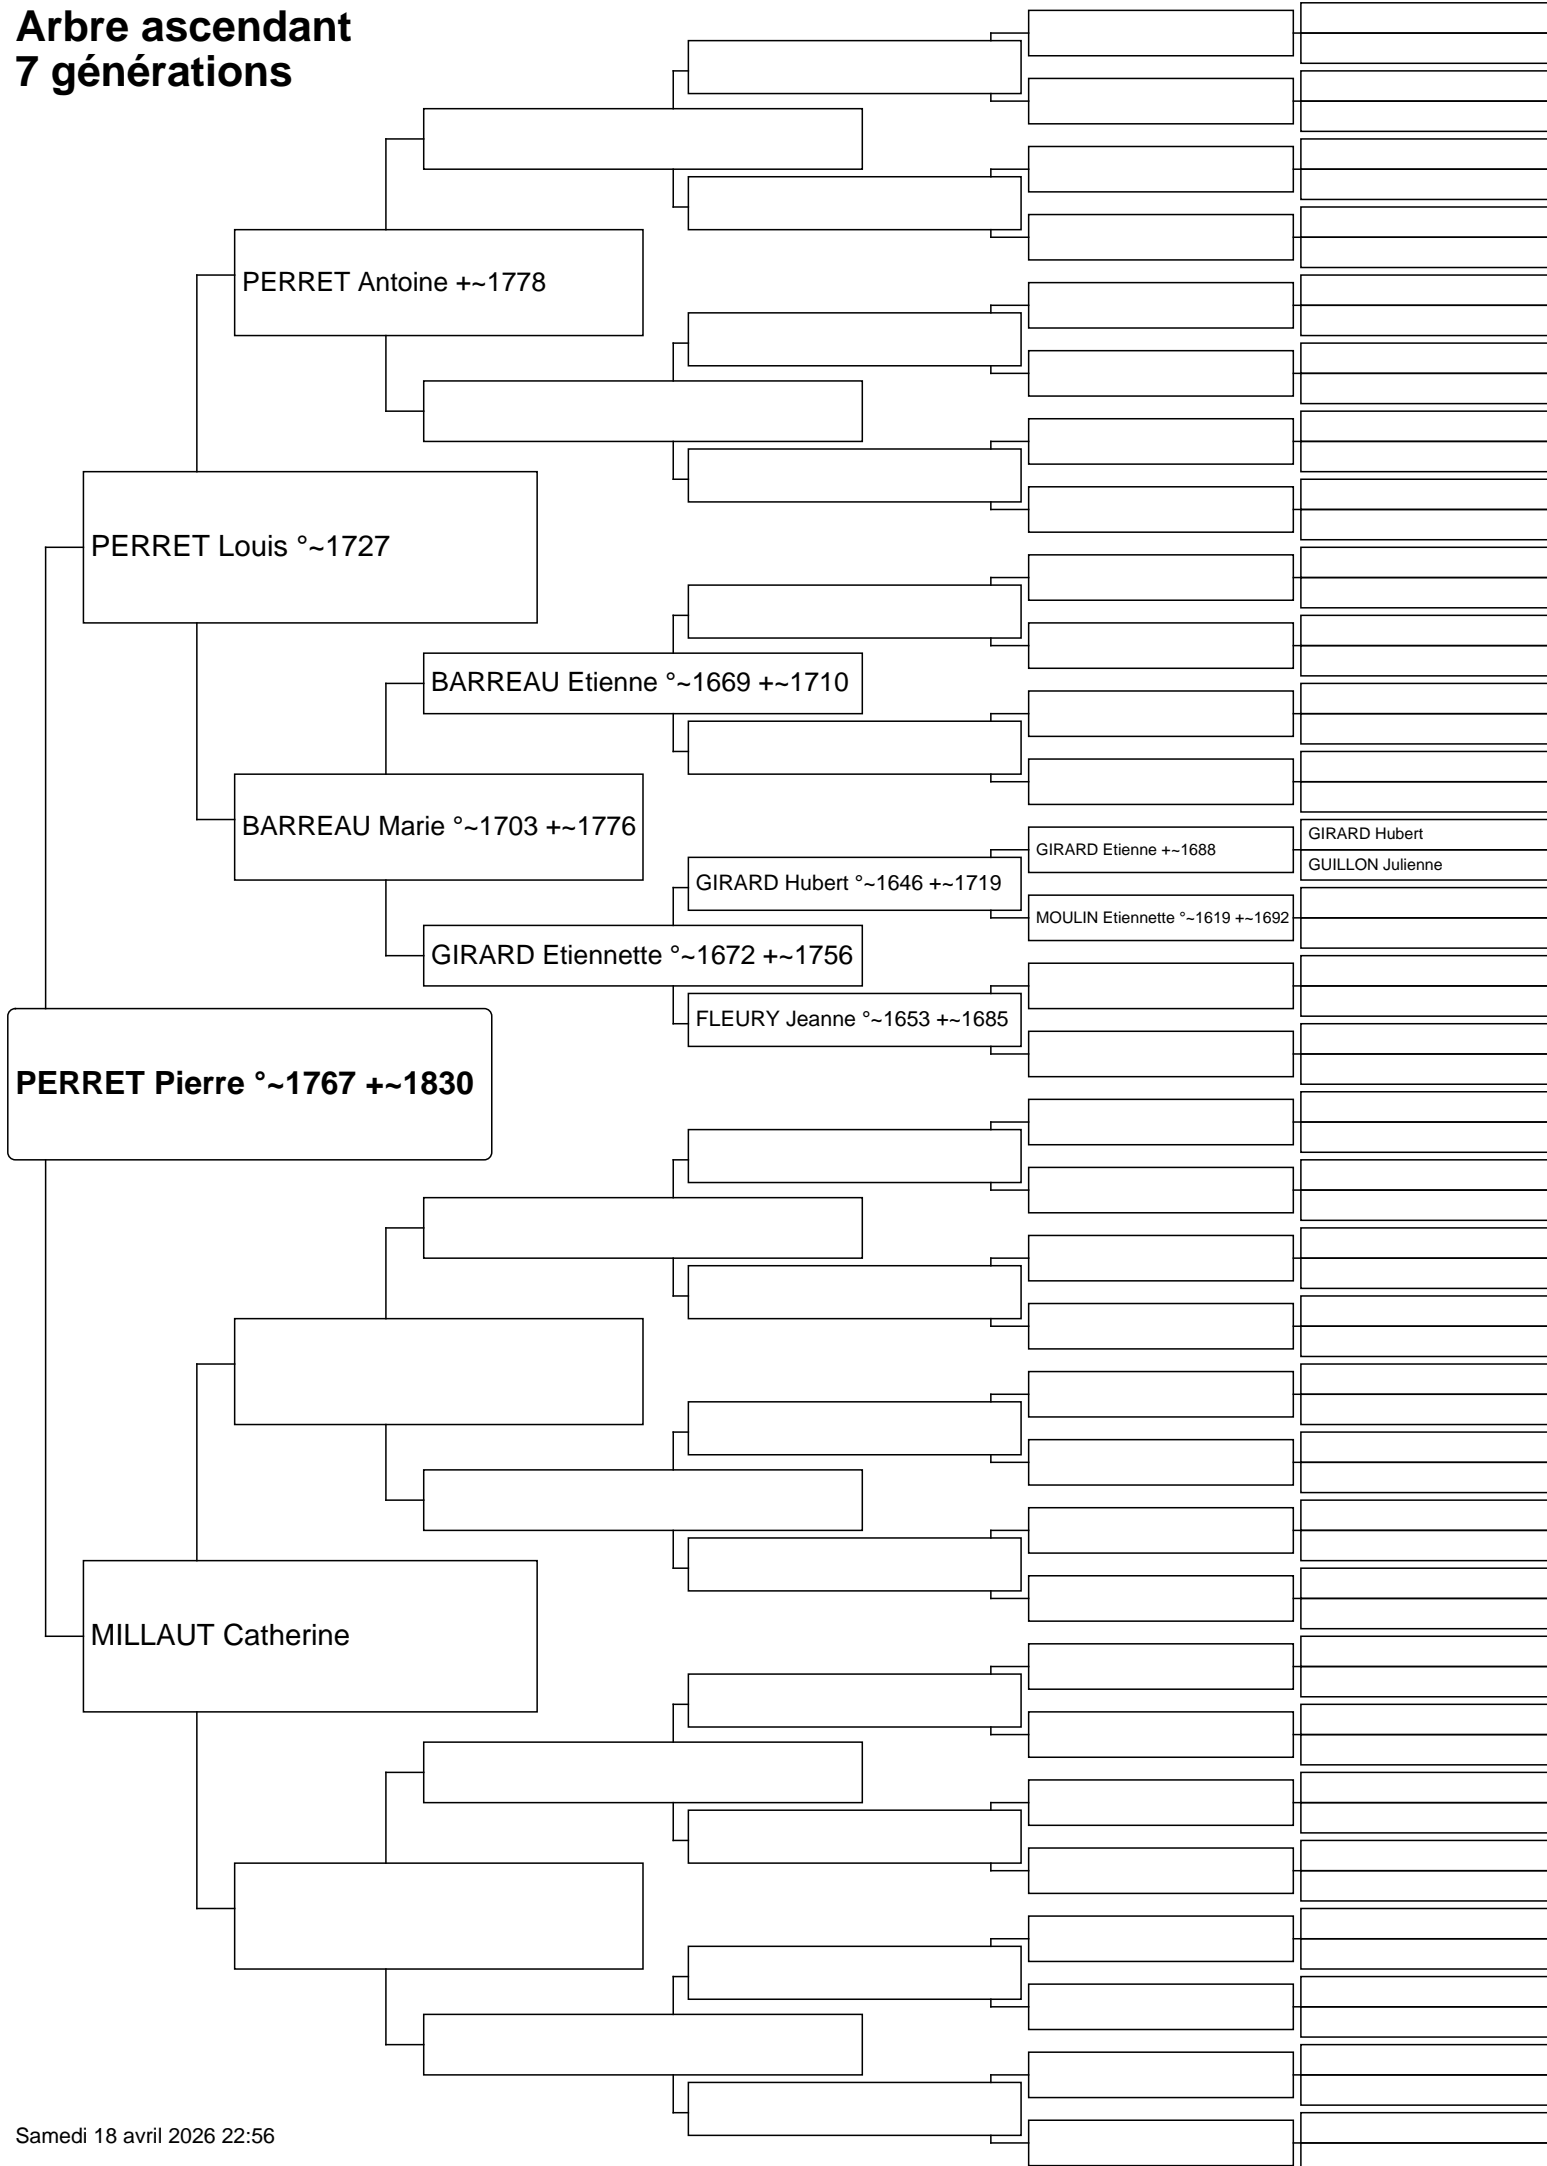 Arbre ascendant
7 générations
PERRET Antoine +~1778
PERRET Louis °~1727
BARREAU Etienne °~1669 +~1710
BARREAU Marie °~1703 +~1776
GIRARD Hubert
GIRARD Etienne +~1688
GUILLON Julienne
GIRARD Hubert °~1646 +~1719
MOULIN Etiennette °~1619 +~1692
GIRARD Etiennette °~1672 +~1756
FLEURY Jeanne °~1653 +~1685
PERRET Pierre °~1767 +~1830
MILLAUT Catherine
Samedi 18 avril 2026 22:56